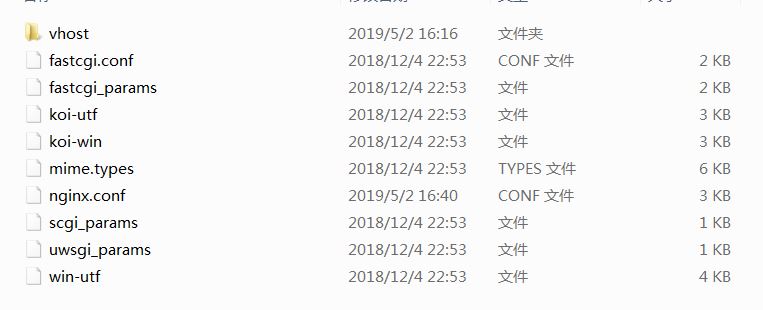 vhost 2019/5/2 16:16 文件夹
fastcgi.conf 2018/12/4 22:53 CONF 文件 2 KB
fastcgi_params 2018/12/4 22:53 文件 2 KB
koi-utf 2018/12/4 22:53 文件 3 KB
koi-win 2018/12/4 22:53 文件 3 KB
mime.types 2018/12/4 22:53 TYPES 文件 6 KB
nginx.conf 2019/5/2 16:40 CONF 文件 3 KB
scgi_params 2018/12/4 22:53 文件 1 KB
uwsgi_params 2018/12/4 22:53 文件 1 KB
win-utf 2018/12/4 22:53 文件 4 KB